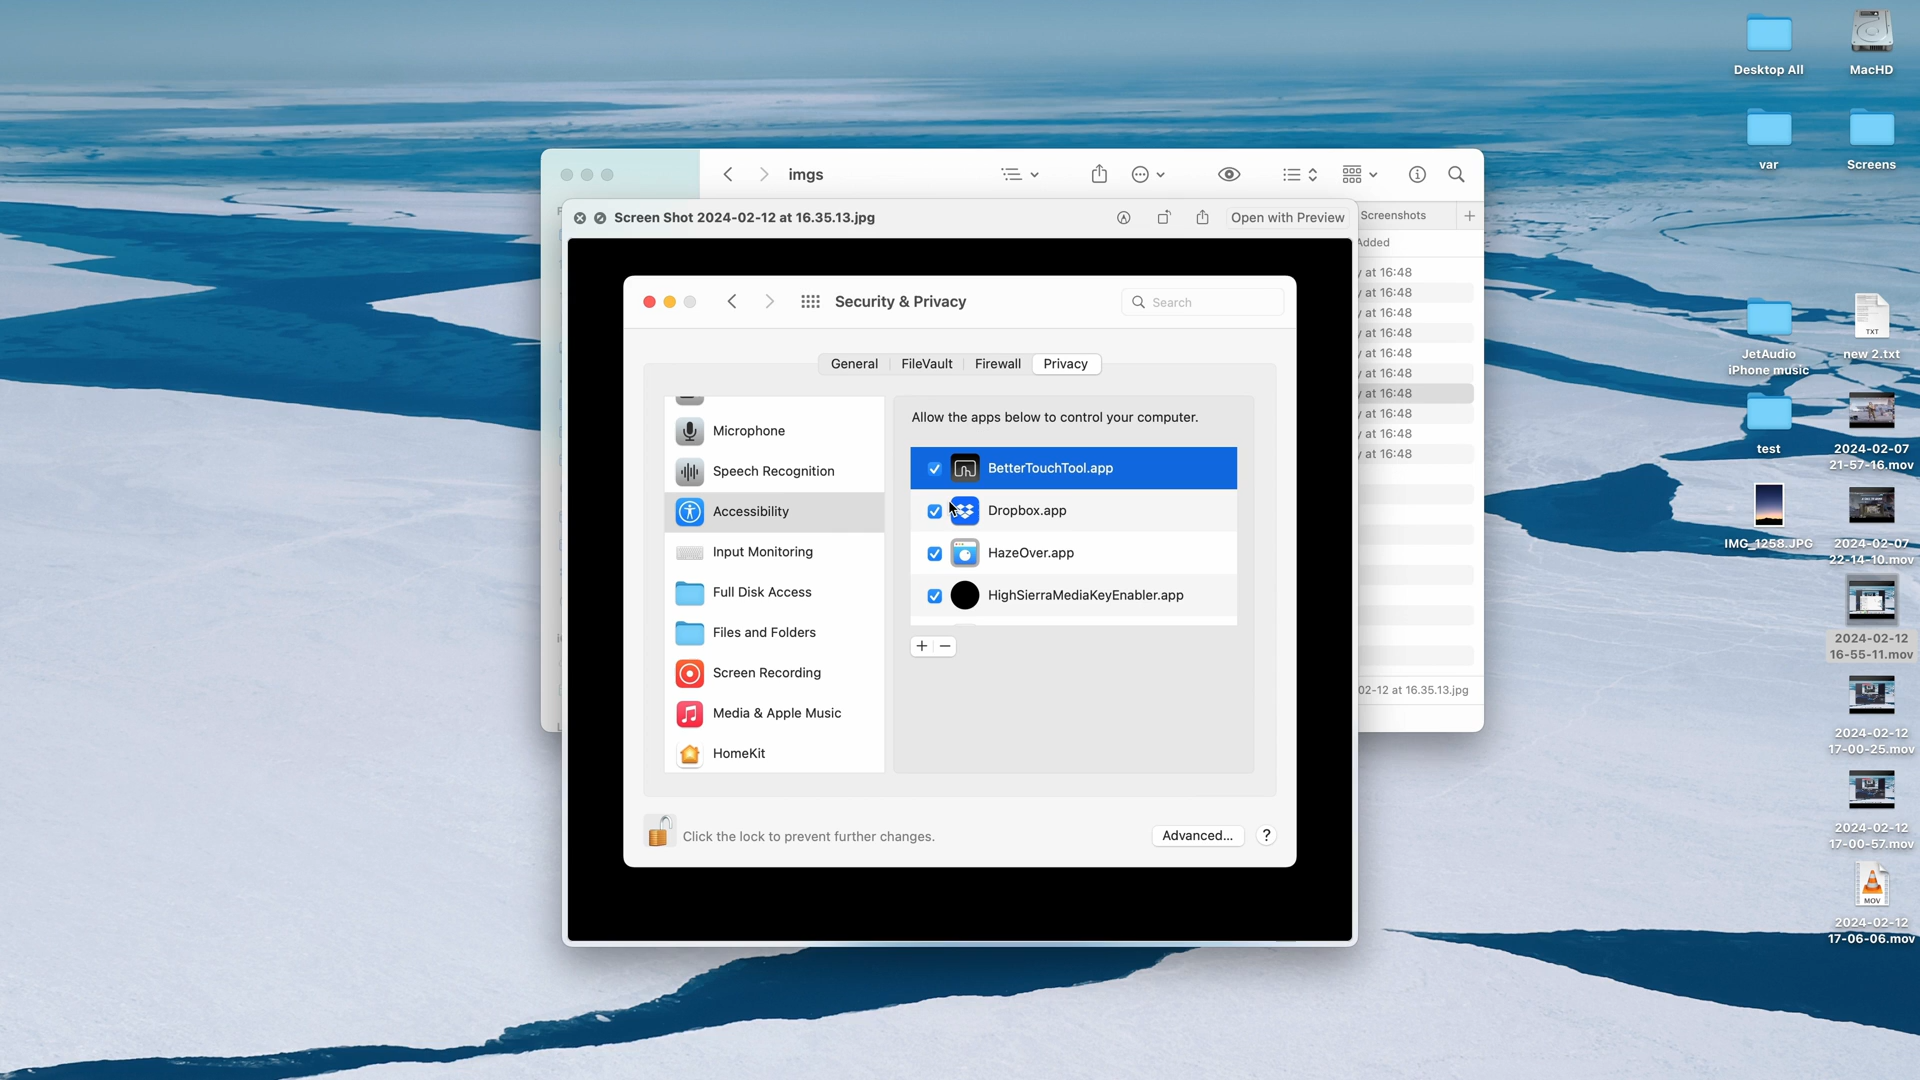 imgs
Screen Shot 2024-02-12 at 16.35.13.jpg
Open with Preview
Screenshots
Added
y at 16:48
y at 16:48
y at 16:48
y at 16:48
y at 16:48
y at 16:48
y at 16:48
y at 16:48
y at 16:48
y at 16:48
02-12 at 16.35.13.jpg
Security & Privacy
Search
General FileVault Firewall Privacy
Microphone
Speech Recognition
Accessibility
Input Monitoring
Full Disk Access
Files and Folders
Screen Recording
Media & Apple Music
HomeKit
Allow the apps below to control your computer.
BetterTouchTool.app
Dropbox.app
HazeOver.app
HighSierraMediaKeyEnabler.app
+ −
Click the lock to prevent further changes.
Advanced...
?
Desktop All
MacHD
var
Screens
JetAudio
iPhone music
TXT
new 2.txt
test
2024-02-07
21-57-16.mov
IMG_1258.JPG
2024-02-07
22-14-10.mov
2024-02-12
16-55-11.mov
2024-02-12
17-00-25.mov
2024-02-12
17-00-57.mov
MOV
2024-02-12
17-06-06.mov